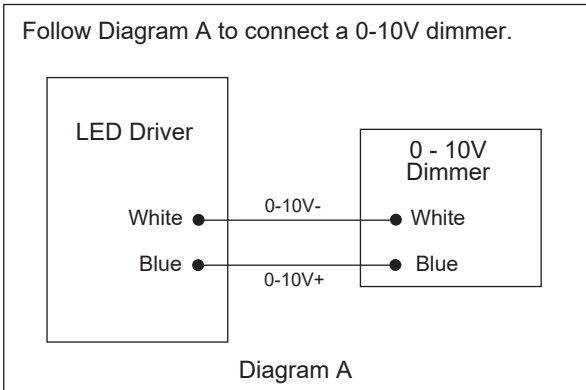 Follow Diagram A to connect a 0-10V dimmer.
LED Driver
0 - 10V
Dimmer
White
0-10V-
White
Blue
0-10V+
Blue
Diagram A